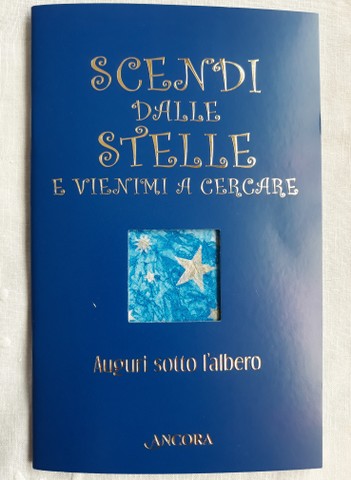 SCENDI
DALLE
STELLE
E VIENIMI A CERCARE
Auguri sotto l'albero
ANCORA